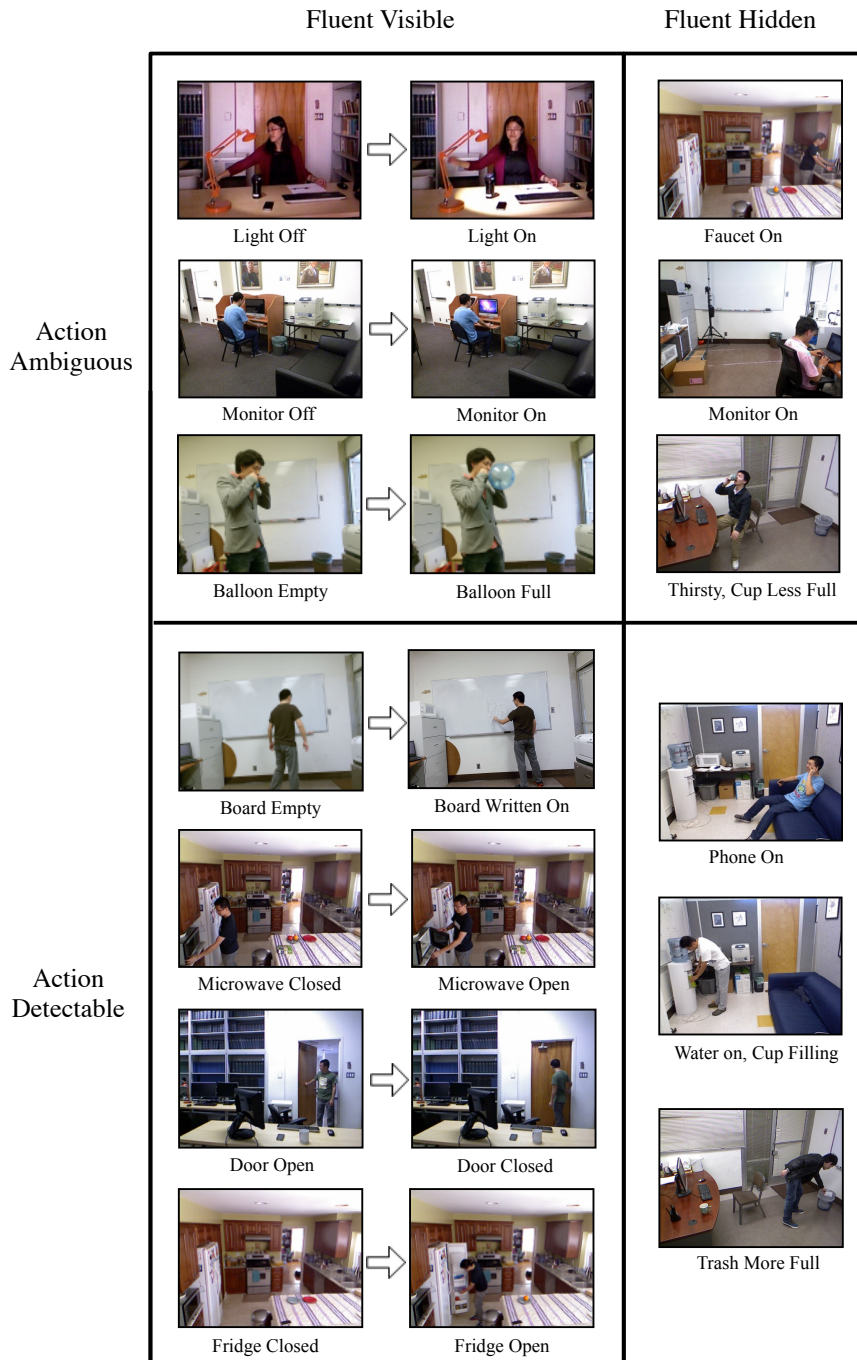 Fluent Visible
Fluent Hidden
Action
Ambiguous
Light Off
Light On
Faucet On
Monitor Off
Monitor On
Monitor On
Balloon Empty
Balloon Full
Thirsty, Cup Less Full
Action
Detectable
Board Empty
Board Written On
Phone On
Microwave Closed
Microwave Open
Water on, Cup Filling
Door Open
Door Closed
Trash More Full
Fridge Closed
Fridge Open